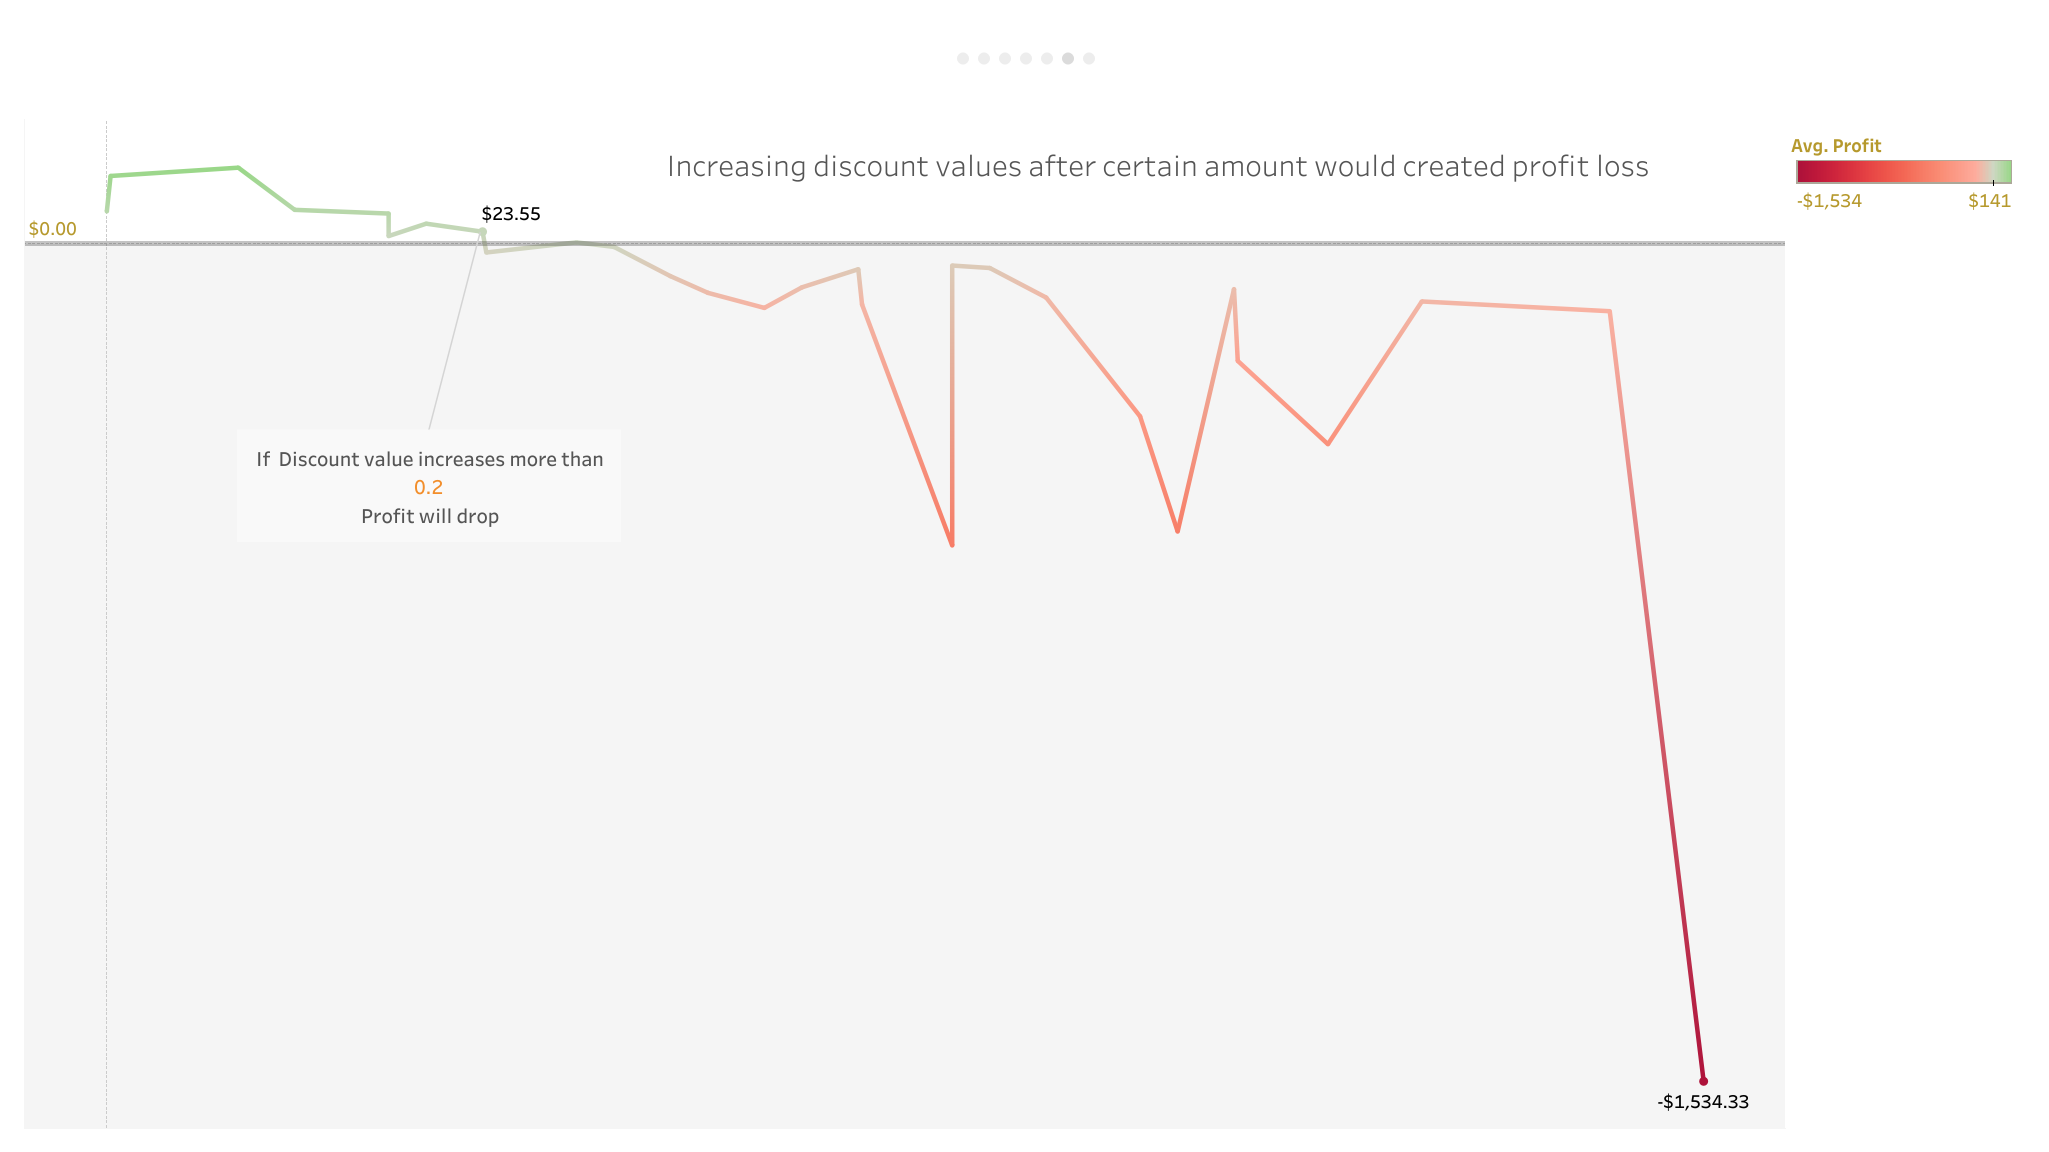 Increasing discount values after certain amount would created profit loss
Avg. Profit
-$1,534 $141
$23.55
$0.00
If Discount value increases more than
0.2
Profit will drop
-$1,534.33